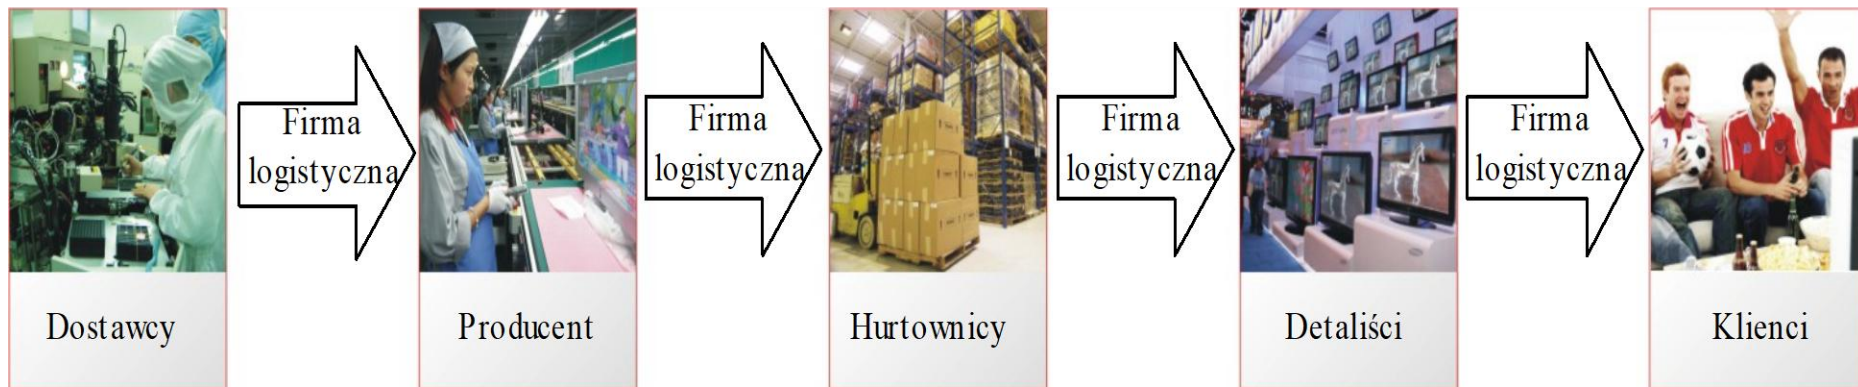 Firma
logistyczna
Firma
logistyczna
Firma
logistyczna
Firma
logistyczna
Dostawcy
Producent
Hurtownicy
Detaliści
Klienci